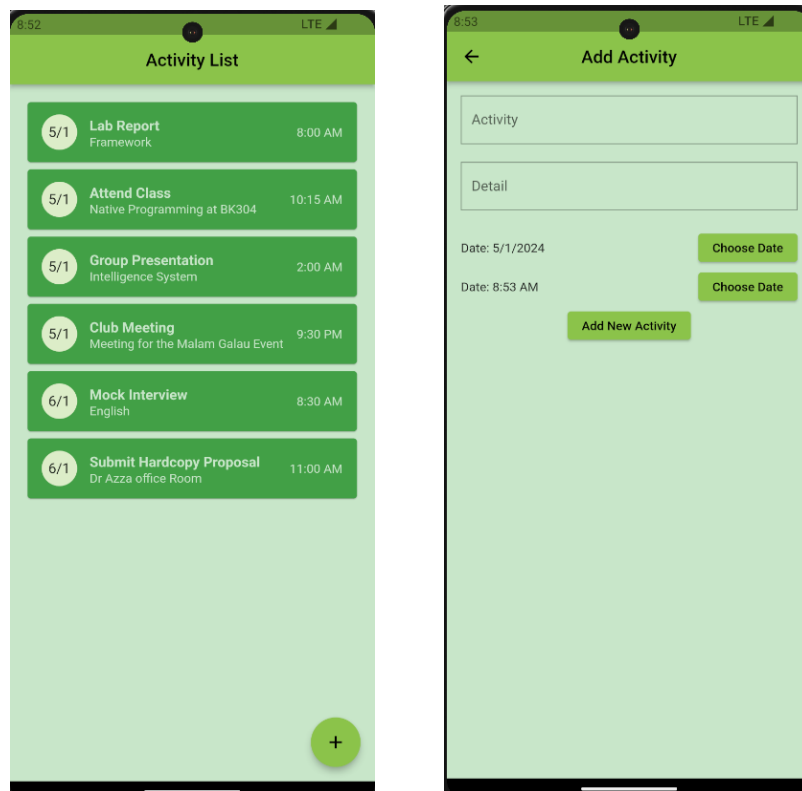 8:52 LTE
Activity List
5/1 Lab Report 8:00 AM
Framework
5/1 Attend Class 10:15 AM
Native Programming at BK304
5/1 Group Presentation 2:00 AM
Intelligence System
5/1 Club Meeting 9:30 PM
Meeting for the Malam Galau Event
6/1 Mock Interview 8:30 AM
English
6/1 Submit Hardcopy Proposal 11:00 AM
Dr Azza office Room
+
8:53 LTE
Add Activity
Activity
Detail
Date: 5/1/2024 Choose Date
Date: 8:53 AM Choose Date
Add New Activity